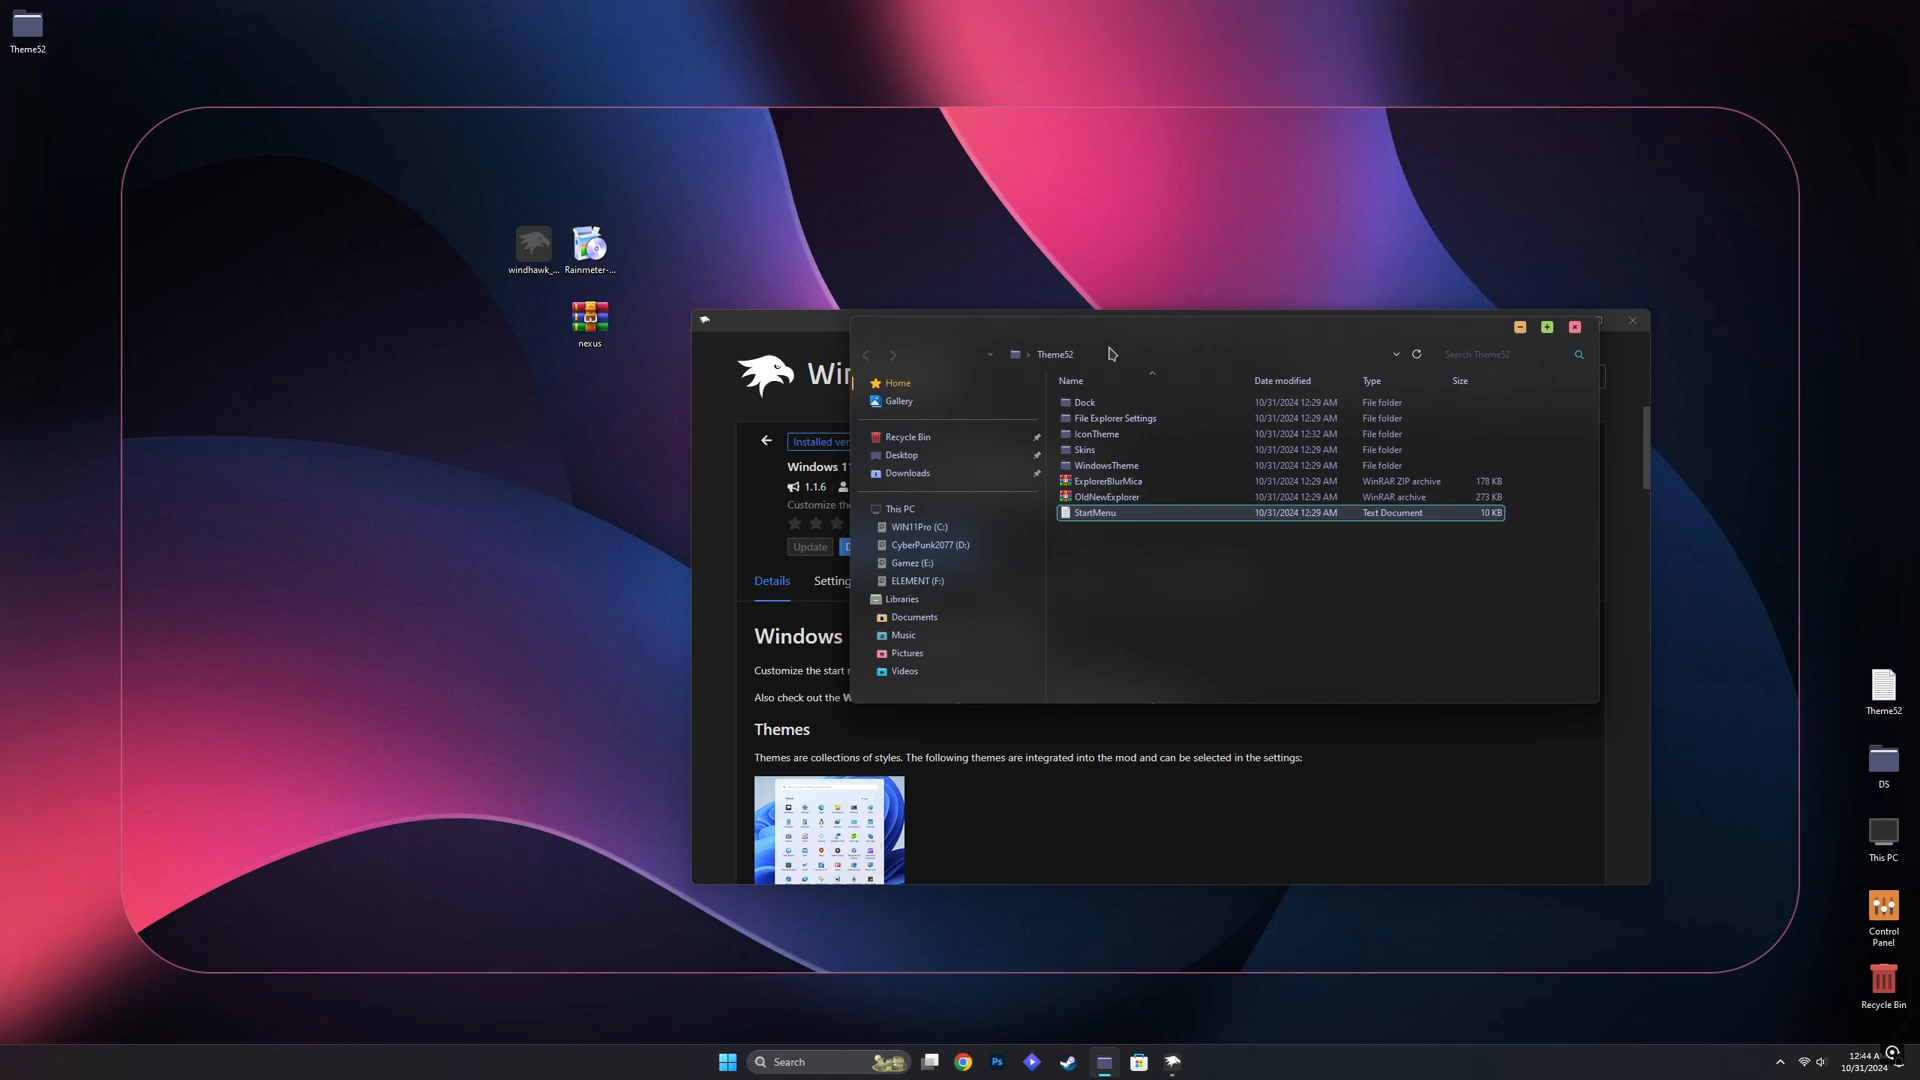 Theme52
windhawk_...
Rainmeter-...
nexus
Theme52
Search Theme52
Home
Gallery
Recycle Bin
Desktop
Downloads
This PC
WIN11Pro (C:)
CyberPunk2077 (D:)
Gamez (E:)
ELEMENT (F:)
Libraries
Documents
Music
Pictures
Videos
Name Date modified Type Size
Dock 10/31/2024 12:29 AM File folder
File Explorer Settings 10/31/2024 12:29 AM File folder
IconTheme 10/31/2024 12:32 AM File folder
Skins 10/31/2024 12:29 AM File folder
WindowsTheme 10/31/2024 12:29 AM File folder
ExplorerBlurMica 10/31/2024 12:29 AM WinRAR ZIP archive 178 KB
OldNewExplorer 10/31/2024 12:29 AM WinRAR archive 273 KB
StartMenu 10/31/2024 12:29 AM Text Document 10 KB
Installed ver
Windows 1
1.1.6
Customize the
Update
Details Setting
Windows
Customize the start
Also check out the
Themes
Themes are collections of styles. The following themes are integrated into the mod and can be selected in the settings:
Theme52
DS
This PC
Control
Panel
Recycle Bin
Search
Ps
12:44 A
10/31/2024